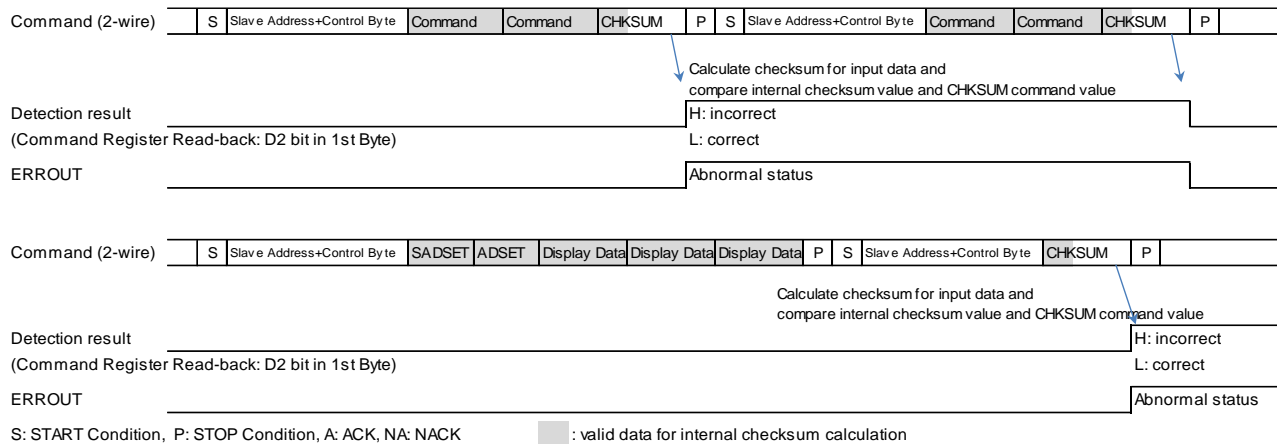 Command (2-wire) S Slave Address+Control Byte Command Command CHKSUM P S Slave Address+Control Byte Command Command CHKSUM P
Calculate checksum for input data and
compare internal checksum value and CHKSUM command value
Detection result H: incorrect
(Command Register Read-back: D2 bit in 1st Byte) L: correct
ERROUT Abnormal status
Command (2-wire) S Slave Address+Control Byte SADSET ADSET Display Data Display Data Display Data P S Slave Address+Control Byte CHKSUM P
Calculate checksum for input data and
compare internal checksum value and CHKSUM command value
Detection result H: incorrect
(Command Register Read-back: D2 bit in 1st Byte) L: correct
ERROUT Abnormal status
S: START Condition, P: STOP Condition, A: ACK, NA: NACK : valid data for internal checksum calculation